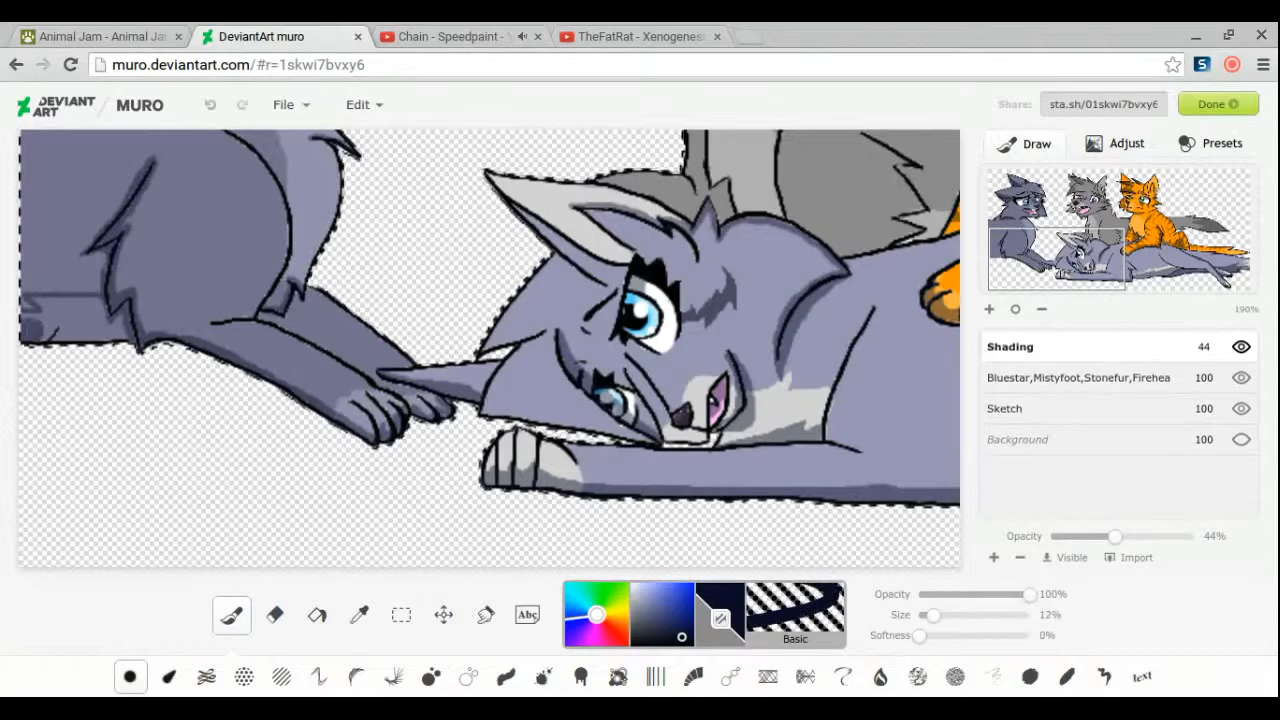 Animal Jam - Animal Ja
DeviantArt muro
Chain - Speedpaint -
TheFatRat - Xenogenes
muro.deviantart.com/#r=1skwi7bvxy6
DEVIANT ART / MURO
File
Edit
Share:
sta.sh/01skwi7bvxy6
Done
Draw
Adjust
Presets
190%
Shading 44
Bluestar,Mistyfoot,Stonefur,Firehea 100
Sketch 100
Background 100
Opacity 44%
+ − Visible Import
Abc
Basic
Opacity 100%
Size 12%
Softness 0%
text